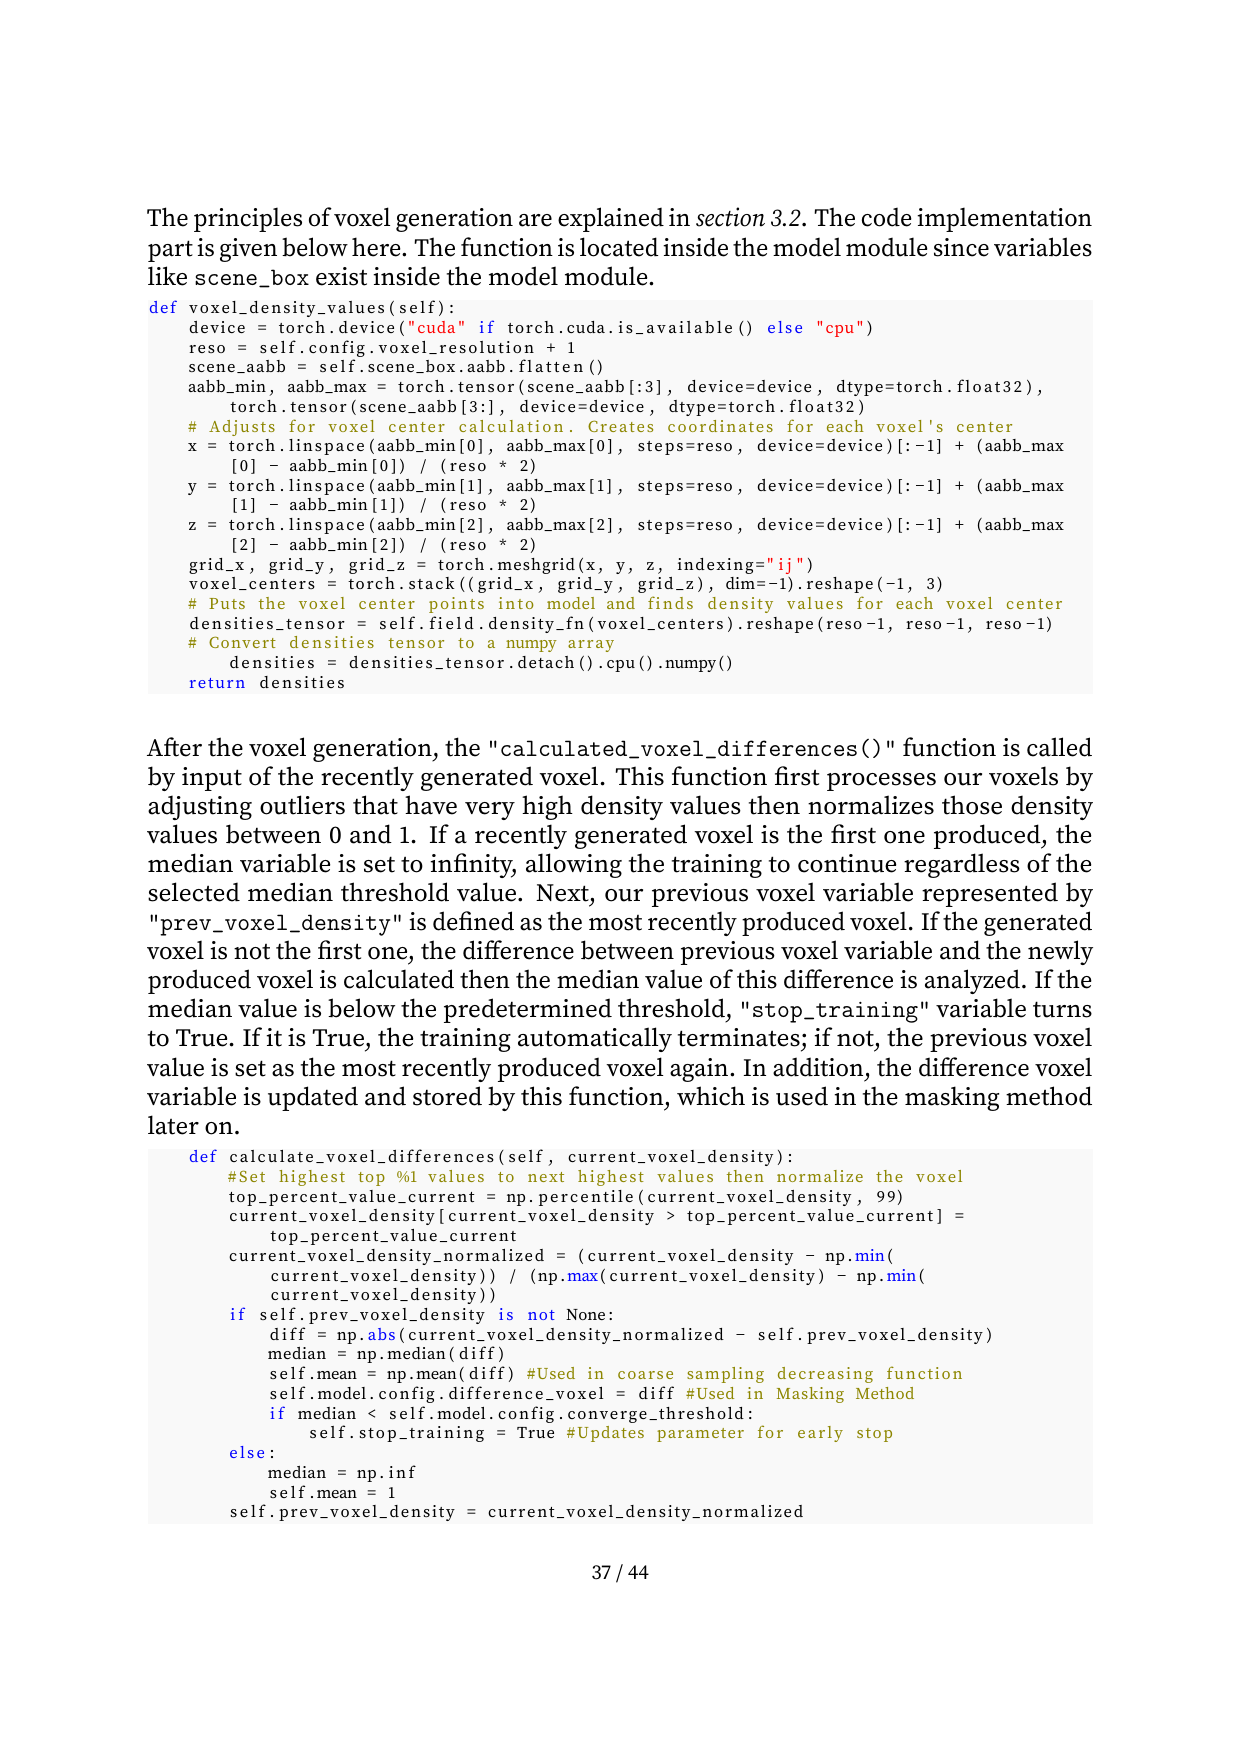 The principles of voxel generation are explained in section 3.2. The code implementation
part is given below here. The function is located inside the model module since variables
like scene_box exist inside the model module.
def voxel_density_values(self):
    device = torch.device("cuda" if torch.cuda.is_available() else "cpu")
    reso = self.config.voxel_resolution + 1
    scene_aabb = self.scene_box.aabb.flatten()
    aabb_min, aabb_max = torch.tensor(scene_aabb[:3], device=device, dtype=torch.float32),
        torch.tensor(scene_aabb[3:], device=device, dtype=torch.float32)
    # Adjusts for voxel center calculation. Creates coordinates for each voxel's center
    x = torch.linspace(aabb_min[0], aabb_max[0], steps=reso, device=device)[:−1] + (aabb_max
        [0] − aabb_min[0]) / (reso * 2)
    y = torch.linspace(aabb_min[1], aabb_max[1], steps=reso, device=device)[:−1] + (aabb_max
        [1] − aabb_min[1]) / (reso * 2)
    z = torch.linspace(aabb_min[2], aabb_max[2], steps=reso, device=device)[:−1] + (aabb_max
        [2] − aabb_min[2]) / (reso * 2)
    grid_x, grid_y, grid_z = torch.meshgrid(x, y, z, indexing="ij")
    voxel_centers = torch.stack((grid_x, grid_y, grid_z), dim=−1).reshape(−1, 3)
    # Puts the voxel center points into model and finds density values for each voxel center
    densities_tensor = self.field.density_fn(voxel_centers).reshape(reso−1, reso−1, reso−1)
    # Convert densities tensor to a numpy array
        densities = densities_tensor.detach().cpu().numpy()
    return densities
After the voxel generation, the "calculated_voxel_differences()" function is called
by input of the recently generated voxel. This function first processes our voxels by
adjusting outliers that have very high density values then normalizes those density
values between 0 and 1. If a recently generated voxel is the first one produced, the
median variable is set to infinity, allowing the training to continue regardless of the
selected median threshold value. Next, our previous voxel variable represented by
"prev_voxel_density" is defined as the most recently produced voxel. If the generated
voxel is not the first one, the difference between previous voxel variable and the newly
produced voxel is calculated then the median value of this difference is analyzed. If the
median value is below the predetermined threshold, "stop_training" variable turns
to True. If it is True, the training automatically terminates; if not, the previous voxel
value is set as the most recently produced voxel again. In addition, the difference voxel
variable is updated and stored by this function, which is used in the masking method
later on.
    def calculate_voxel_differences(self, current_voxel_density):
        #Set highest top %1 values to next highest values then normalize the voxel
        top_percent_value_current = np.percentile(current_voxel_density, 99)
        current_voxel_density[current_voxel_density > top_percent_value_current] =
            top_percent_value_current
        current_voxel_density_normalized = (current_voxel_density − np.min(
            current_voxel_density)) / (np.max(current_voxel_density) − np.min(
            current_voxel_density))
        if self.prev_voxel_density is not None:
            diff = np.abs(current_voxel_density_normalized − self.prev_voxel_density)
            median = np.median(diff)
            self.mean = np.mean(diff) #Used in coarse sampling decreasing function
            self.model.config.difference_voxel = diff #Used in Masking Method
            if median < self.model.config.converge_threshold:
                self.stop_training = True #Updates parameter for early stop
        else:
            median = np.inf
            self.mean = 1
        self.prev_voxel_density = current_voxel_density_normalized
37 / 44